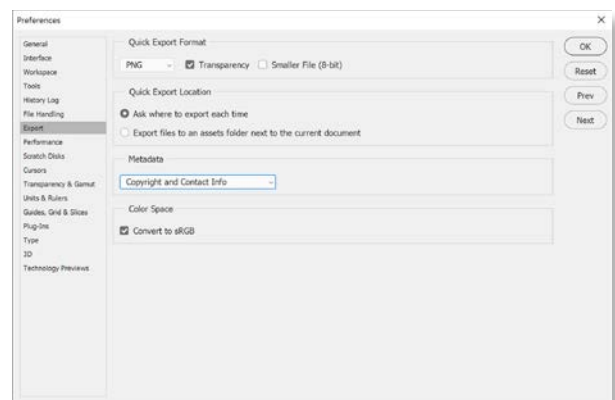 Preferences
General
Interface
Workspace
Tools
History Log
File Handling
Export
Performance
Scratch Disks
Cursors
Transparency & Gamut
Units & Rulers
Guides, Grid & Slices
Plug-Ins
Type
3D
Technology Previews
Quick Export Format
PNG Transparency Smaller File (8-bit)
Quick Export Location
Ask where to export each time
Export files to an assets folder next to the current document
Metadata
Copyright and Contact Info
Color Space
Convert to sRGB
OK
Reset
Prev
Next